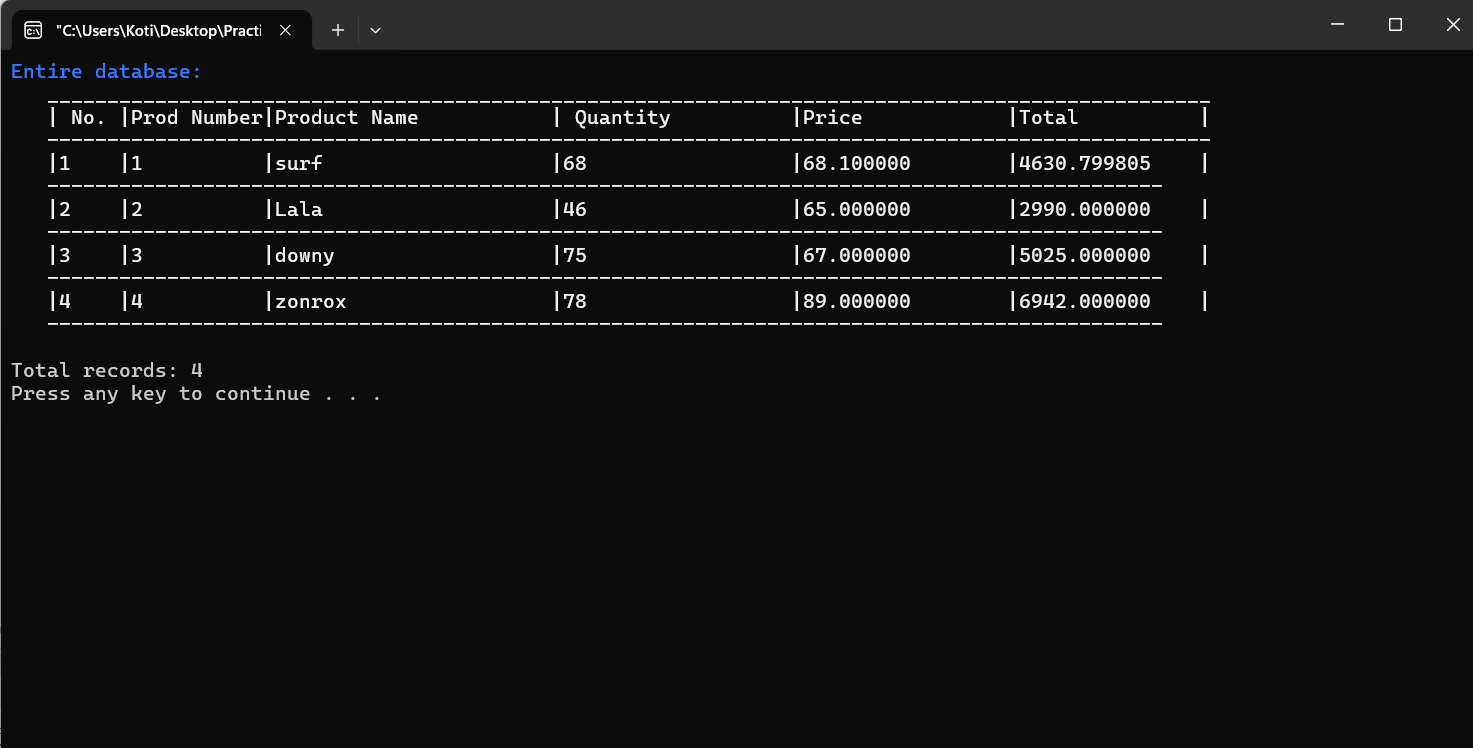 "C:\Users\Koti\Desktop\Practi
Entire database:
-------------------------------------------------------------------------------------------------
| No. |Prod Number|Product Name           | Quantity          |Price            |Total          |
-------------------------------------------------------------------------------------------------
|1    |1          |surf                   |68                 |68.100000        |4630.799805    |
---------------------------------------------------------------------------------------------
|2    |2          |Lala                   |46                 |65.000000        |2990.000000    |
---------------------------------------------------------------------------------------------
|3    |3          |downy                  |75                 |67.000000        |5025.000000    |
---------------------------------------------------------------------------------------------
|4    |4          |zonrox                 |78                 |89.000000        |6942.000000    |
---------------------------------------------------------------------------------------------
Total records: 4
Press any key to continue . . .